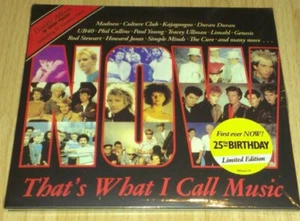 Madness · Culture Club · Kajagoogoo · Duran Duran
UB40 · Phil Collins · Paul Young · Tracey Ullman · Limahl · Genesis
Rod Stewart · Howard Jones · Simple Minds · The Cure · and many more . . .
NOW
First ever NOW!
25TH BIRTHDAY
Limited Edition
That's What I Call Music